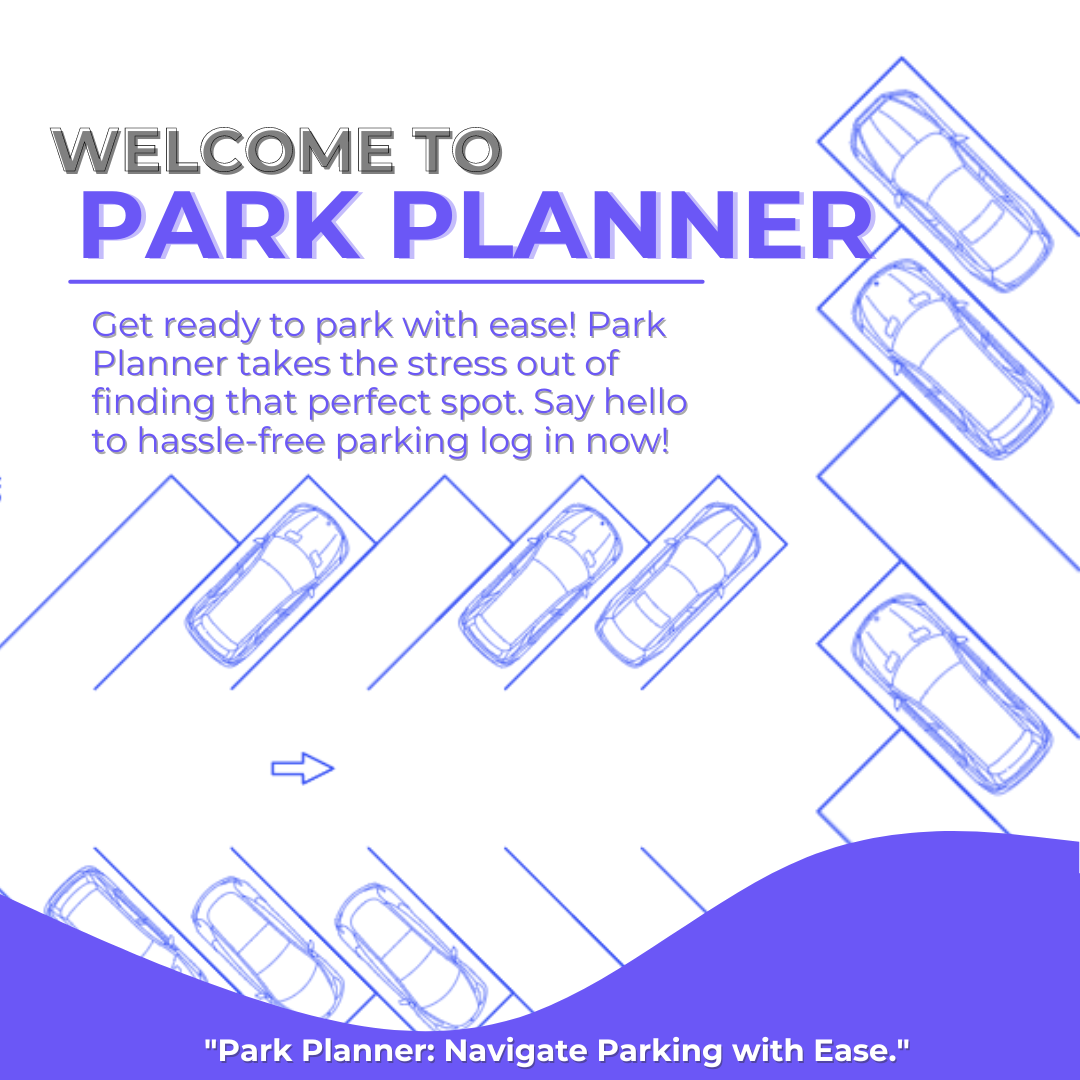 WELCOME TO
PARK PLANNER
Get ready to park with ease! Park
Planner takes the stress out of
finding that perfect spot. Say hello
to hassle-free parking log in now!
"Park Planner: Navigate Parking with Ease."